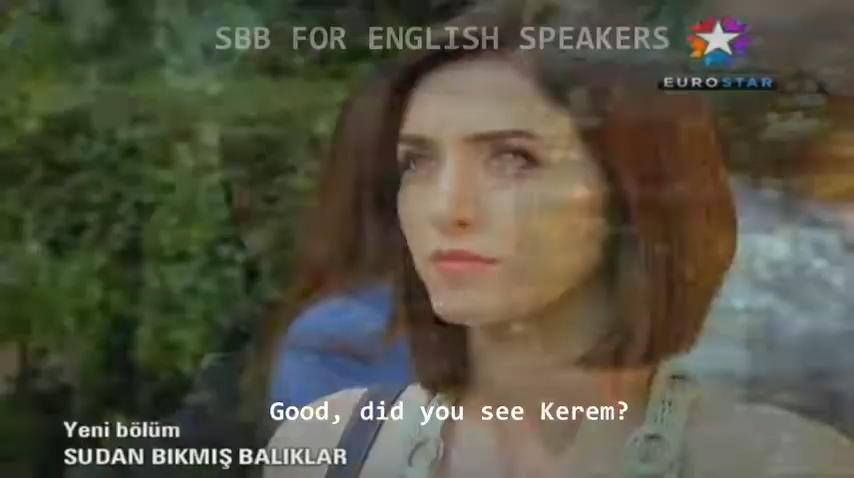 SBB FOR ENGLISH SPEAKERS
EUROSTAR
Good, did you see Kerem?
Yeni bölüm
SUDAN BIKMIŞ BALIKLAR